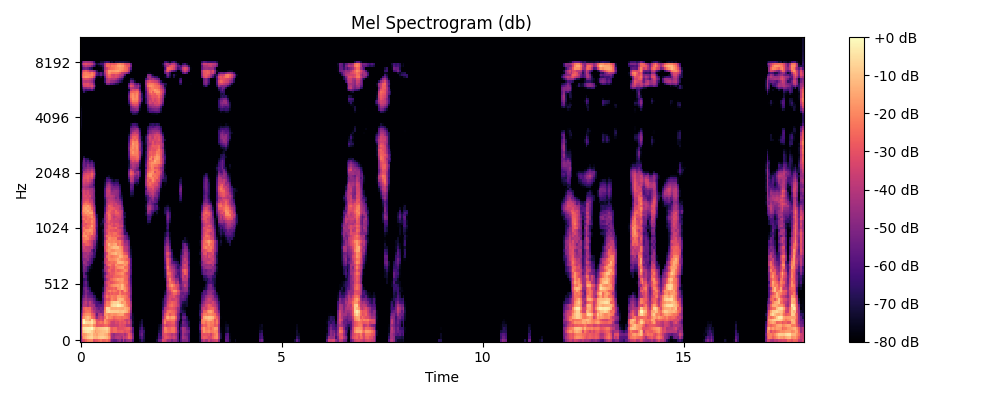 Mel Spectrogram (db)
8192
4096
2048
1024
512
0
Hz
0 5 10 15
Time
+0 dB
-10 dB
-20 dB
-30 dB
-40 dB
-50 dB
-60 dB
-70 dB
-80 dB